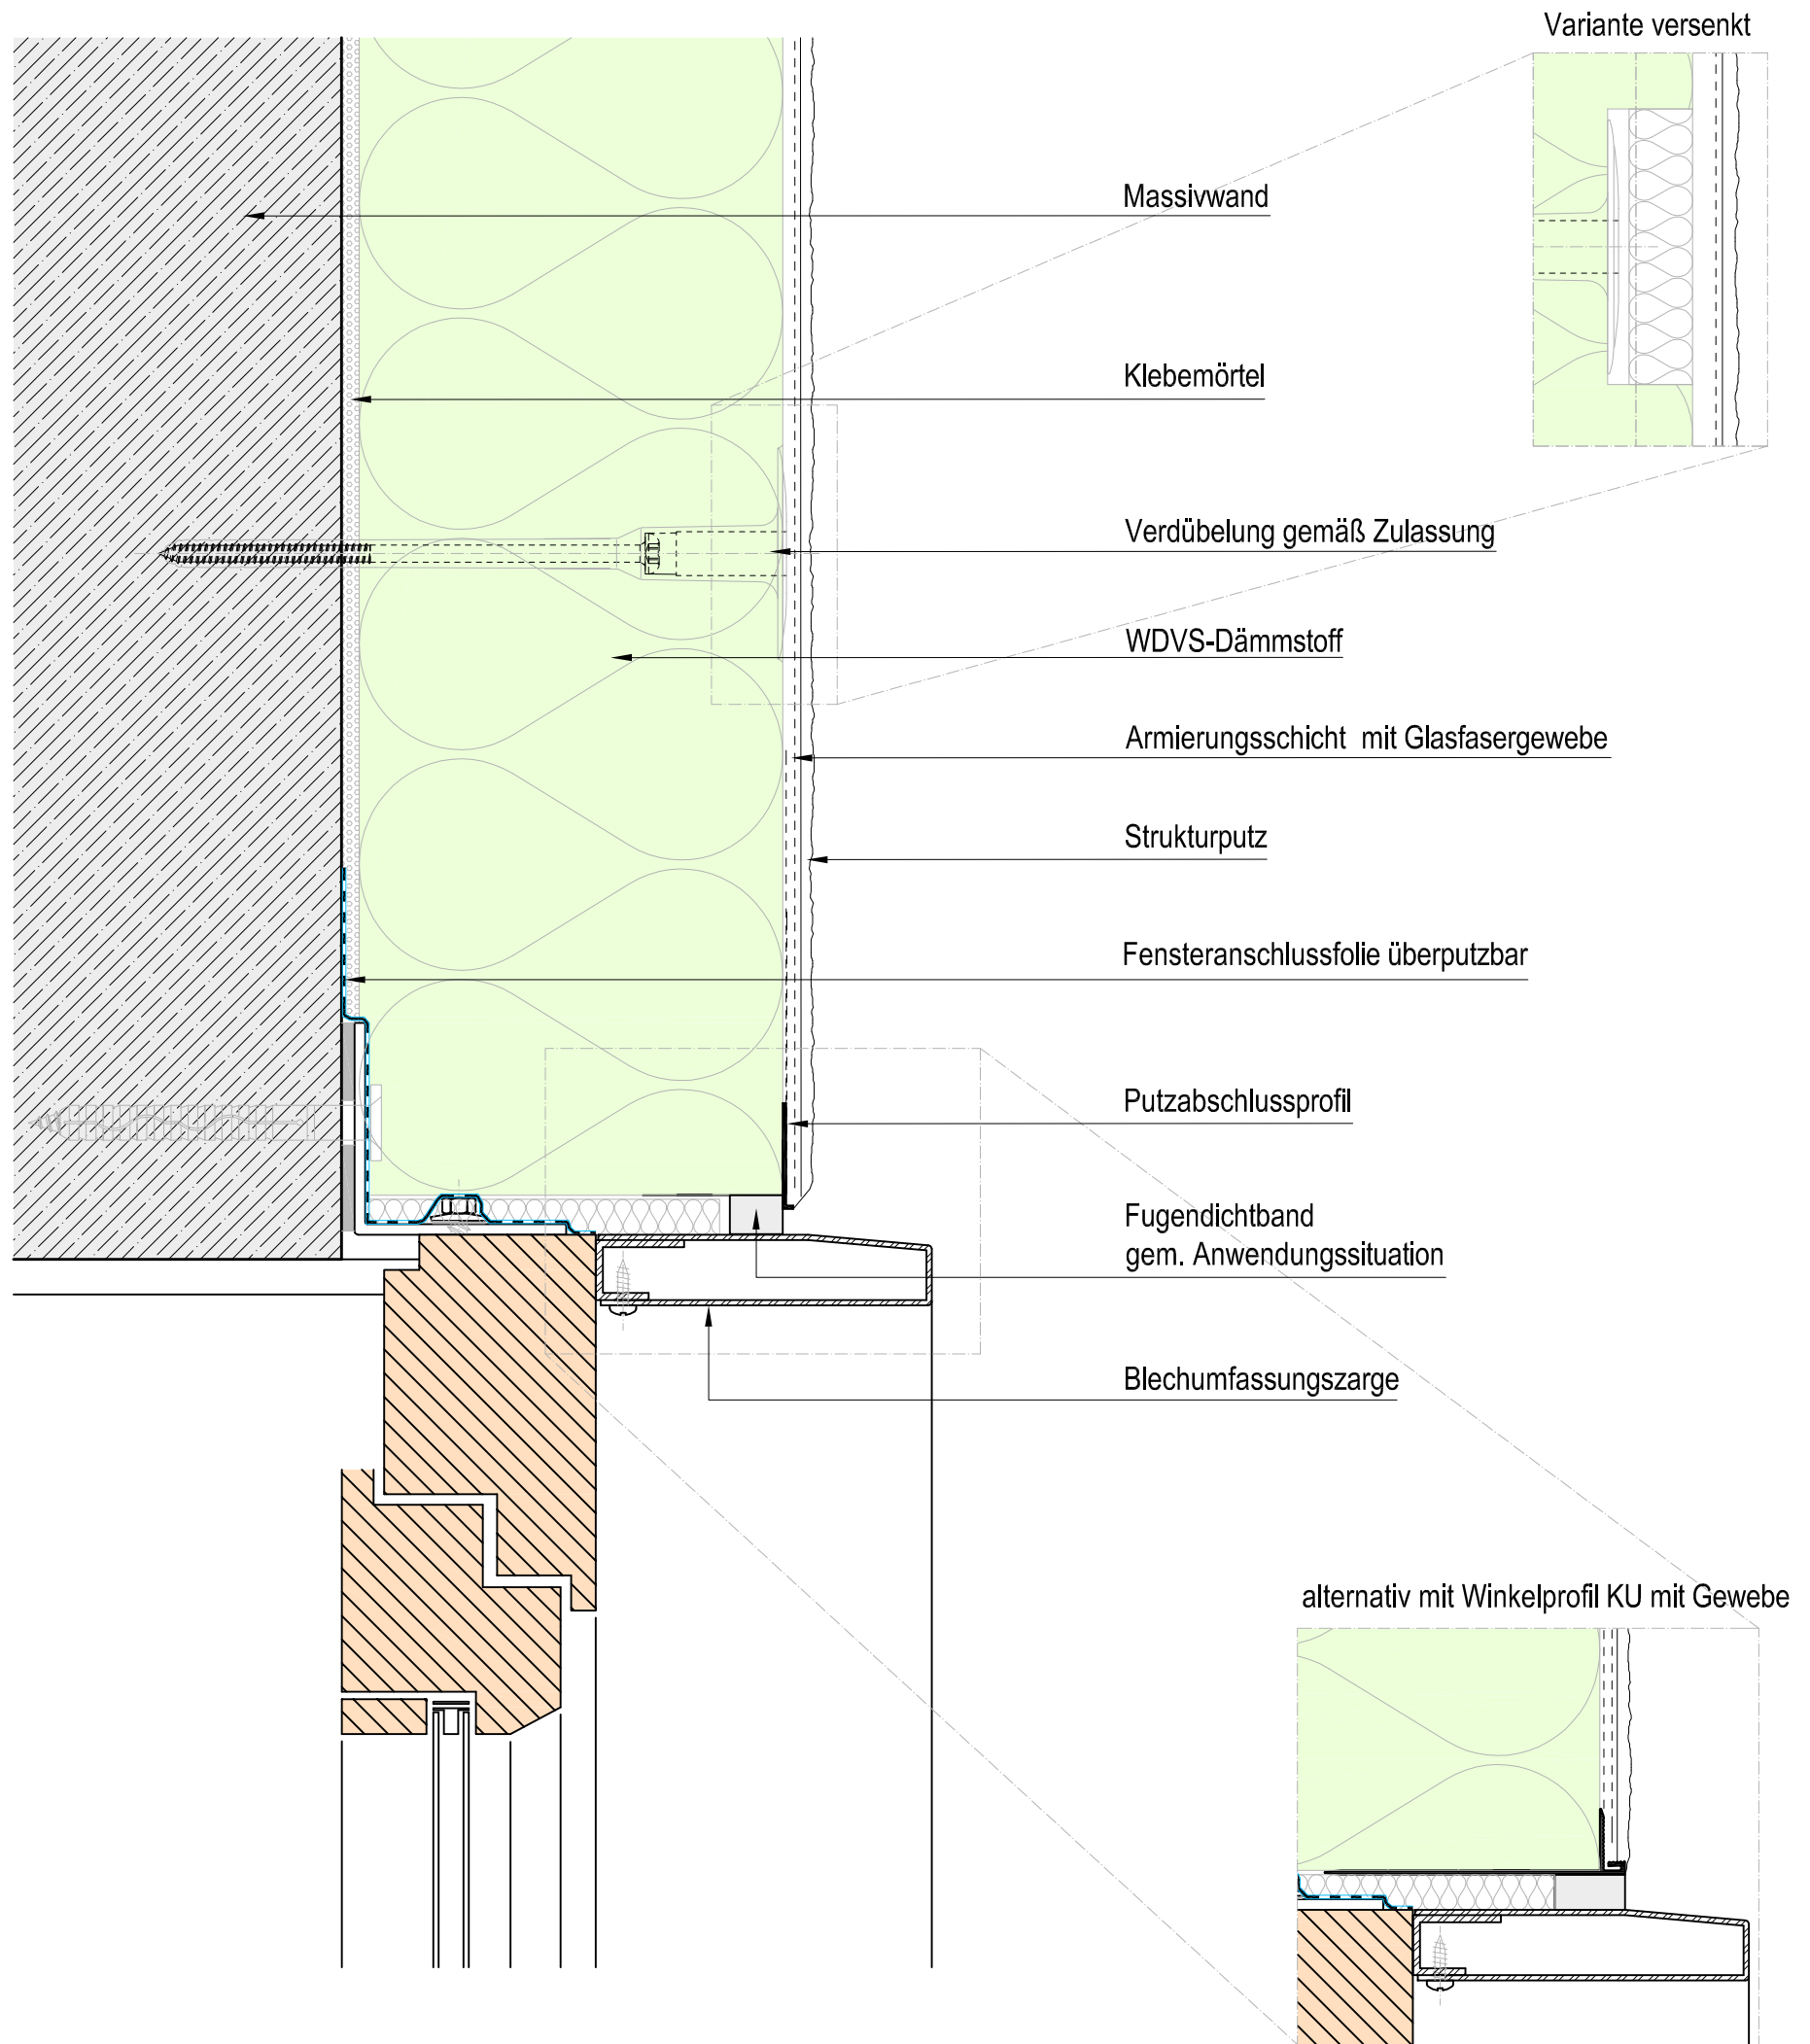 Variante versenkt
Massivwand
Klebemörtel
Verdübelung gemäß Zulassung
WDVS-Dämmstoff
Armierungsschicht  mit Glasfasergewebe
Strukturputz
Fensteranschlussfolie überputzbar
Putzabschlussprofil
Fugendichtband
gem. Anwendungssituation
Blechumfassungszarge
alternativ mit Winkelprofil KU mit Gewebe